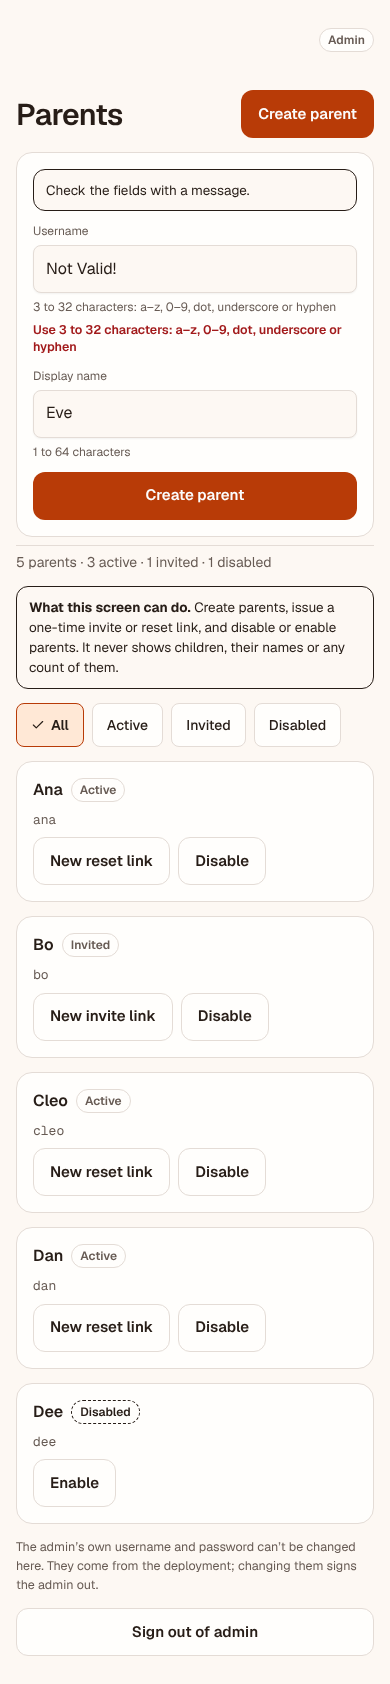 Admin
Parents
Create parent
Check the fields with a message.
Username
Not Valid!
3 to 32 characters: a–z, 0–9, dot, underscore or hyphen
Use 3 to 32 characters: a–z, 0–9, dot, underscore or
hyphen
Display name
Eve
1 to 64 characters
Create parent
5 parents · 3 active · 1 invited · 1 disabled
What this screen can do. Create parents, issue a
one-time invite or reset link, and disable or enable
parents. It never shows children, their names or any
count of them.
All
Active
Invited
Disabled
Ana Active
ana
New reset link
Disable
Bo Invited
bo
New invite link
Disable
Cleo Active
cleo
New reset link
Disable
Dan Active
dan
New reset link
Disable
Dee Disabled
dee
Enable
The admin’s own username and password can’t be changed
here. They come from the deployment; changing them signs
the admin out.
Sign out of admin